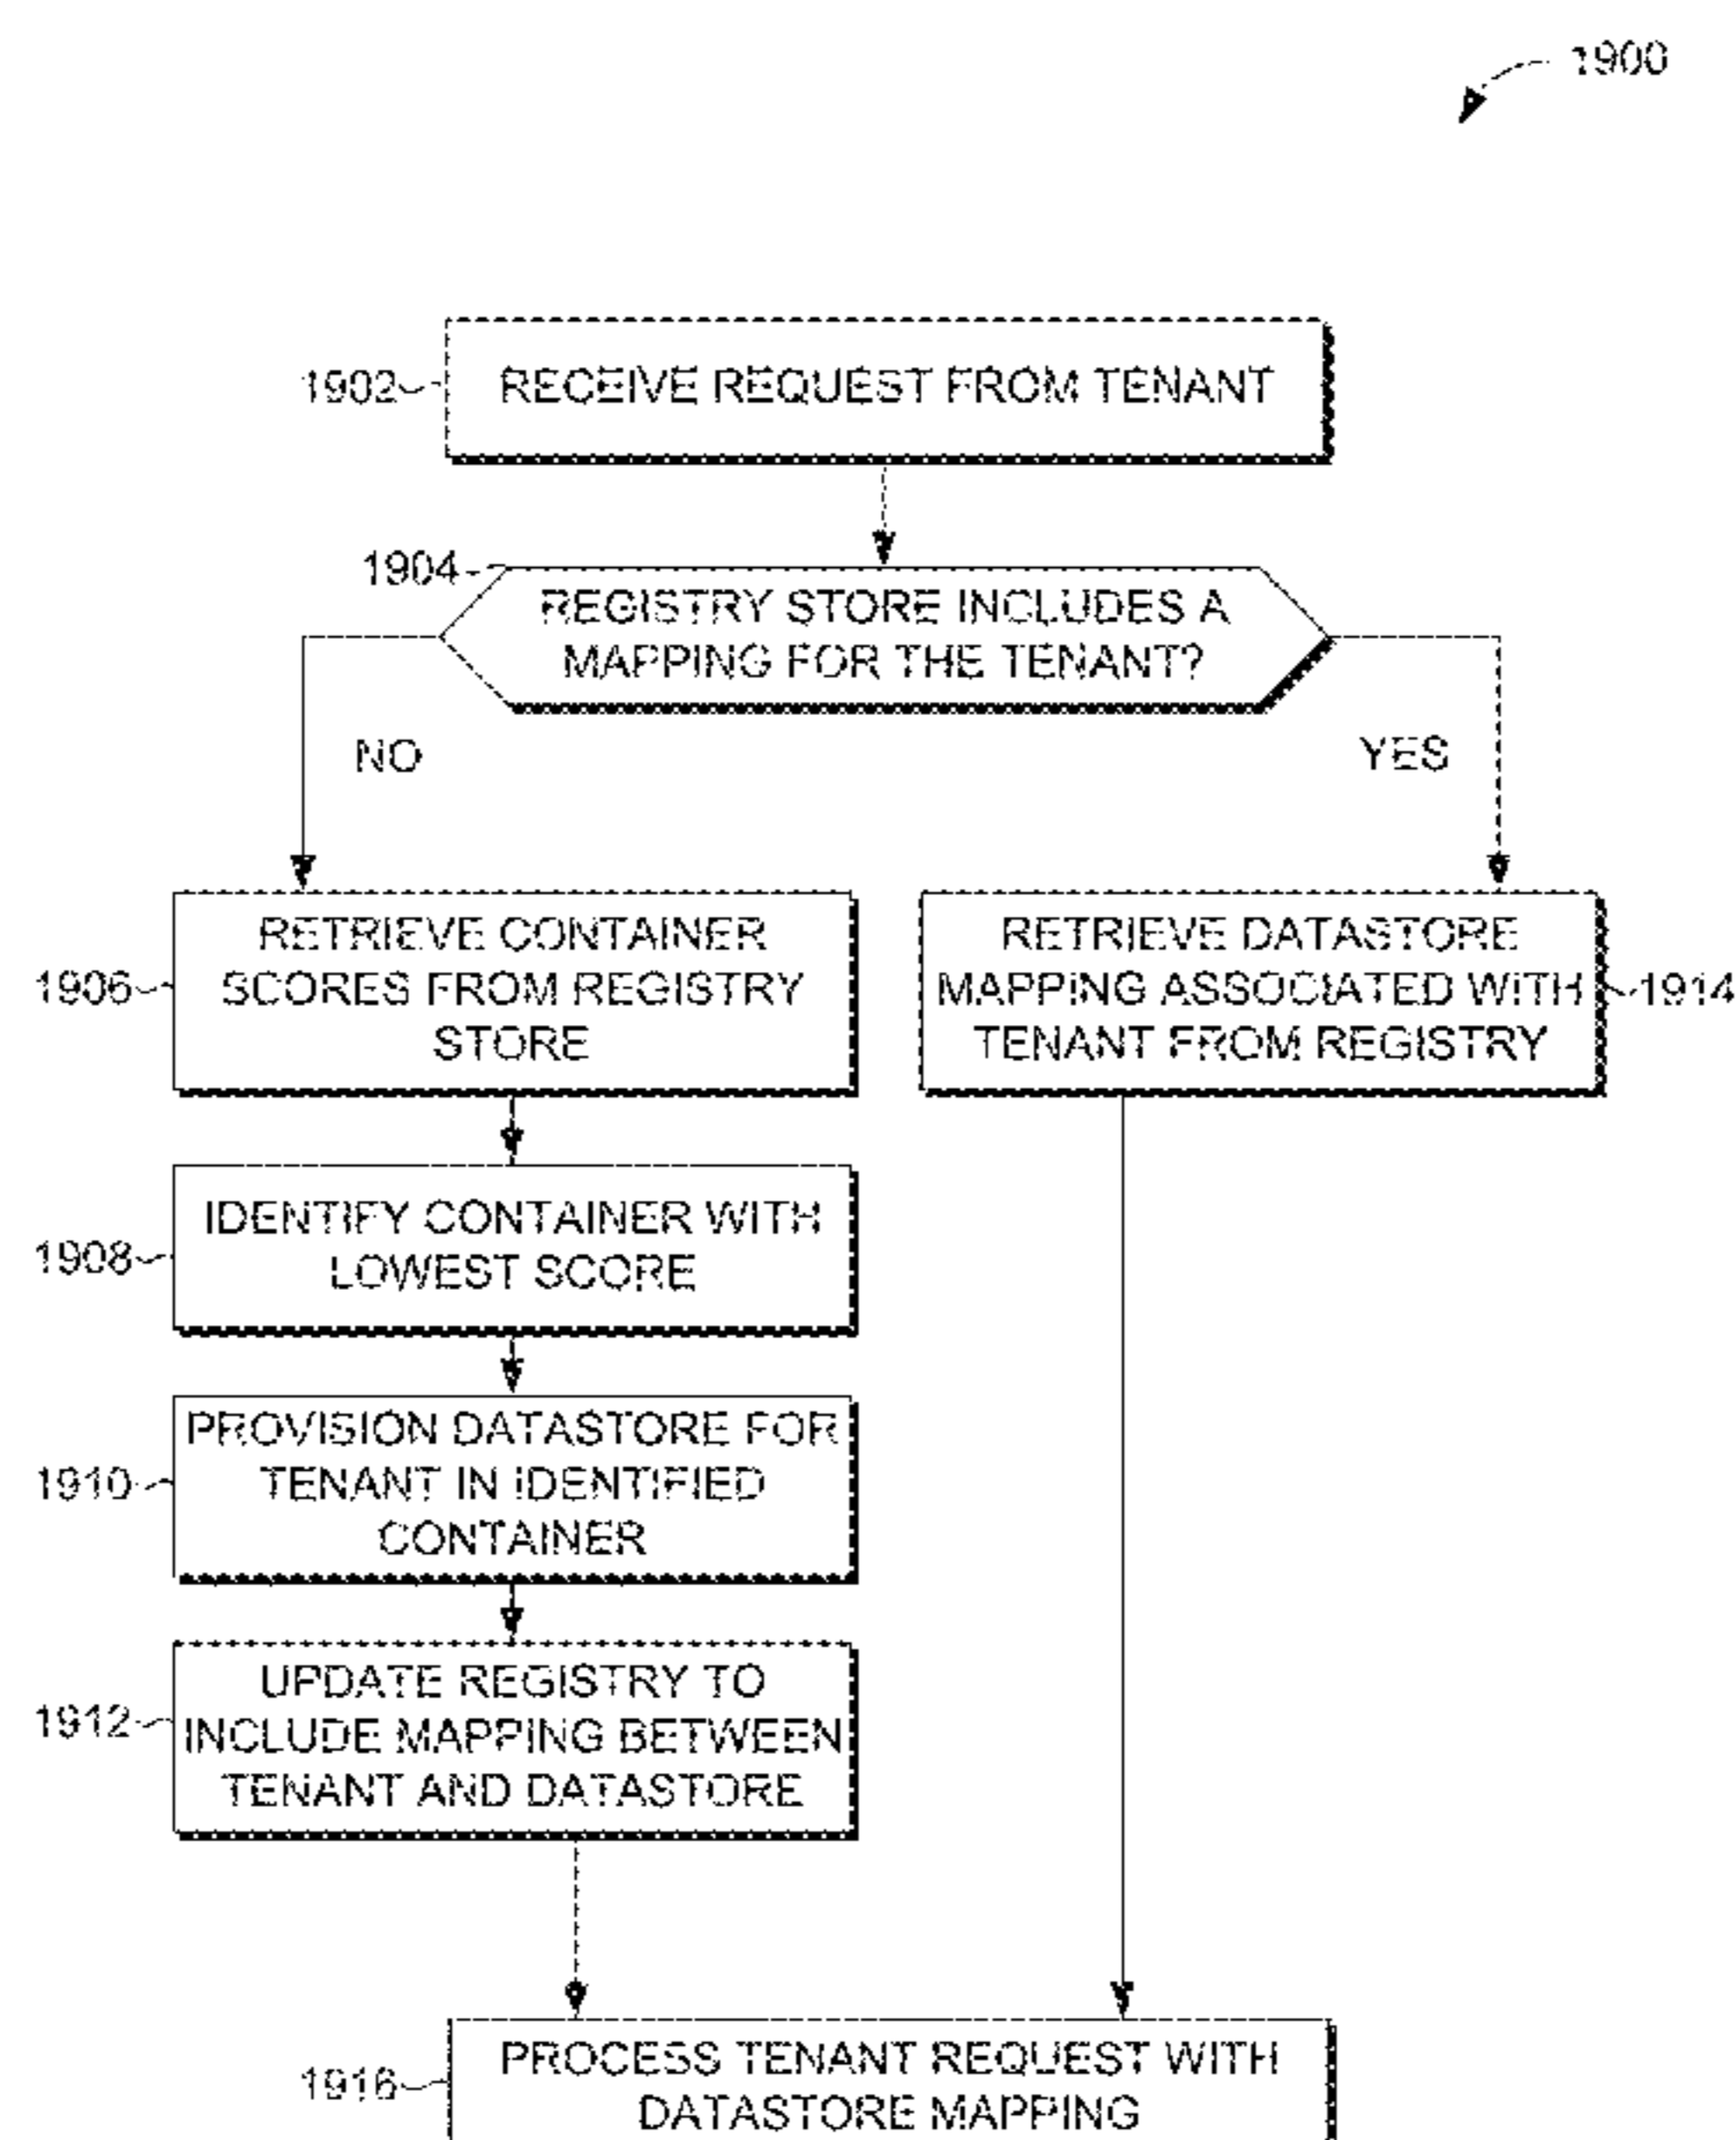 1900
1902
RECEIVE REQUEST FROM TENANT
1904
REGISTRY STORE INCLUDES A
MAPPING FOR THE TENANT?
NO
YES
1906
RETRIEVE CONTAINER
SCORES FROM REGISTRY
STORE
RETRIEVE DATASTORE
MAPPING ASSOCIATED WITH
TENANT FROM REGISTRY
1914
1908
IDENTIFY CONTAINER WITH
LOWEST SCORE
1910
PROVISION DATASTORE FOR
TENANT IN IDENTIFIED
CONTAINER
1912
UPDATE REGISTRY TO
INCLUDE MAPPING BETWEEN
TENANT AND DATASTORE
1916
PROCESS TENANT REQUEST WITH
DATASTORE MAPPING